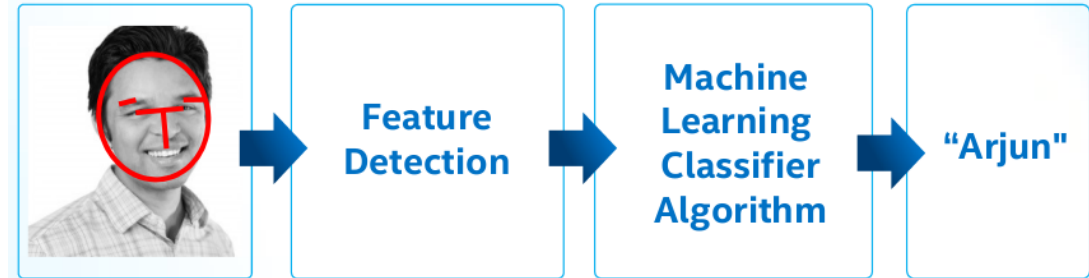 Feature
Detection
Machine
Learning
Classifier
Algorithm
“Arjun"